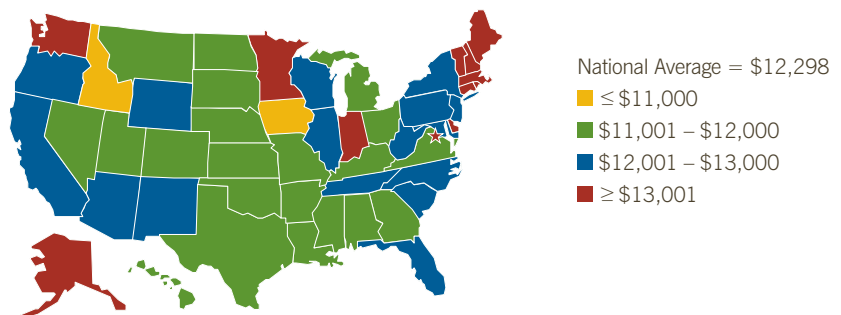 National Average = $12,298
≤ $11,000
$11,001 – $12,000
$12,001 – $13,000
≥ $13,001